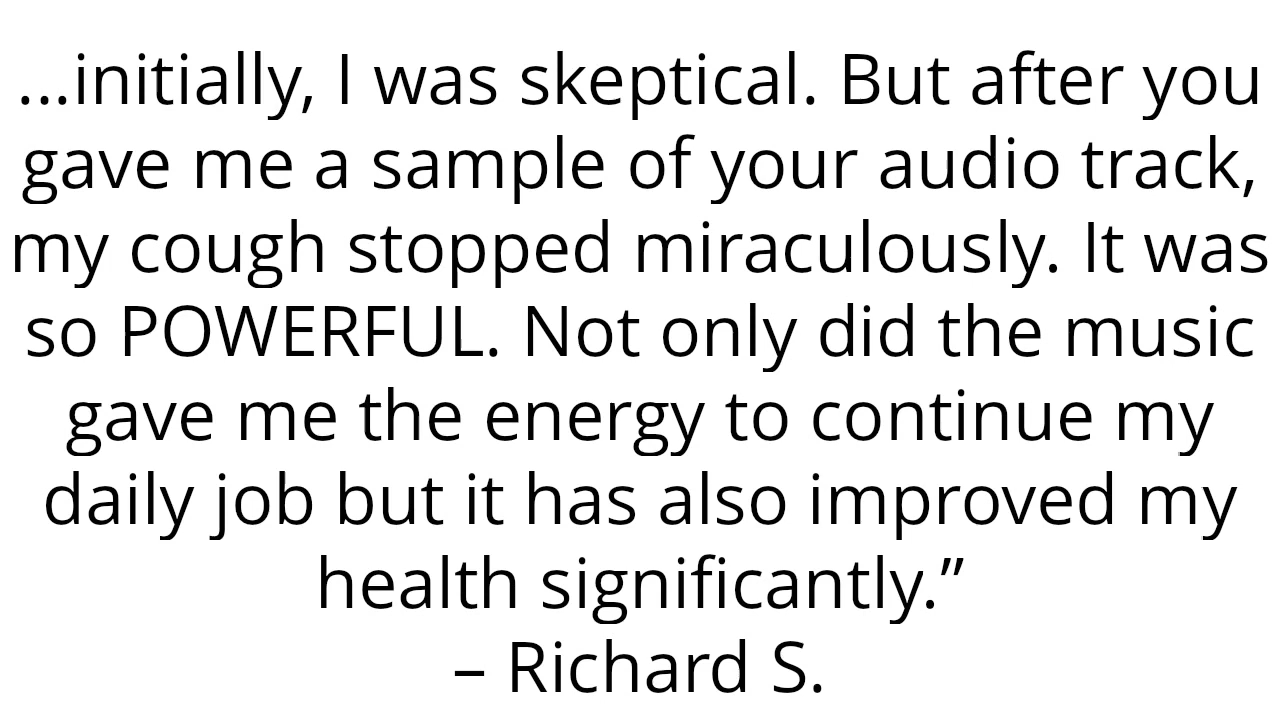 ...initially, I was skeptical. But after you
gave me a sample of your audio track,
my cough stopped miraculously. It was
so POWERFUL. Not only did the music
gave me the energy to continue my
daily job but it has also improved my
health significantly.”
– Richard S.